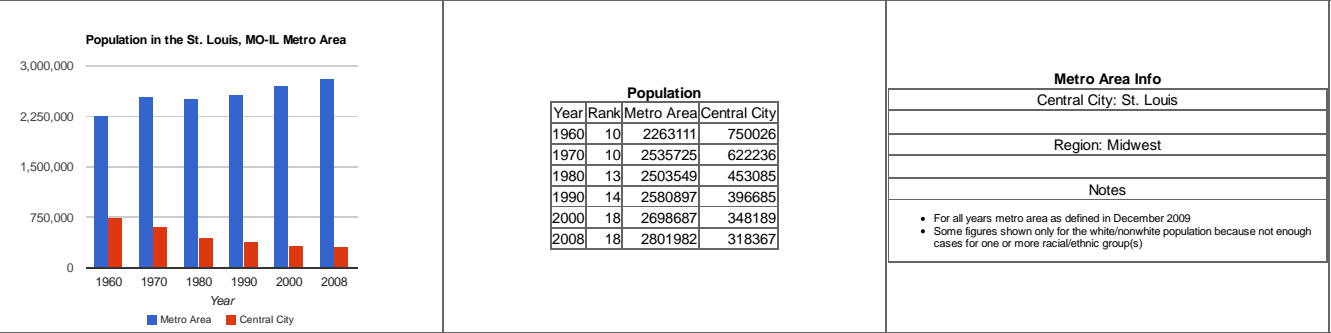 Population in the St. Louis, MO-IL Metro Area
3,000,000
2,250,000
1,500,000
750,000
0
1960 1970 1980 1990 2000 2008
Year
Metro Area Central City
Population
Year Rank Metro Area Central City
1960 10 2263111 750026
1970 10 2535725 622236
1980 13 2503549 453085
1990 14 2580897 396685
2000 18 2698687 348189
2008 18 2801982 318367
Metro Area Info
Central City: St. Louis
Region: Midwest
Notes
• For all years metro area as defined in December 2009
• Some figures shown only for the white/nonwhite population because not enough
cases for one or more racial/ethnic group(s)